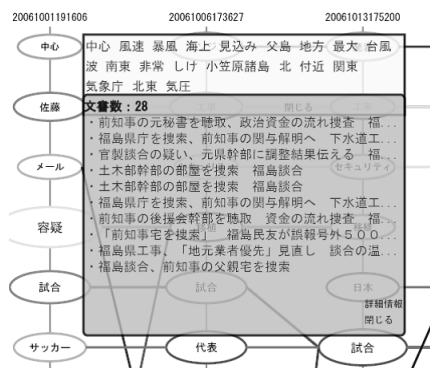 20061001191606 20061006173627 20061013175200
中心
中心 風速 暴風 海上 見込み 父島 地方 最大 台風
波 南東 非常 しけ 小笠原諸島 北 付近 関東
気象庁 北東 気圧
佐藤
文書数:28
閉じる
・前知事の元秘書を聴取、政治資金の流れ捜査 福...
・福島県庁を捜索、前知事の関与解明へ 下水道工...
・官製談合の疑い、元県幹部に調整結果伝える 福...
メール
セキュリティ
・土木部幹部の部屋を捜索 福島談合
・土木部幹部の部屋を捜索 福島談合
・福島県庁を捜索、前知事の関与解明へ 下水道工...
・前知事の後援会幹部を聴取 資金の流れ捜査 福...
容疑
・「前知事宅を捜索」 福島民友が誤報号外500...
・福島県工事、「地元業者優先」見直し 談合の温...
・福島談合、前知事の父親宅を捜索
試合 試合 日本
詳細情報
閉じる
サッカー 代表 試合